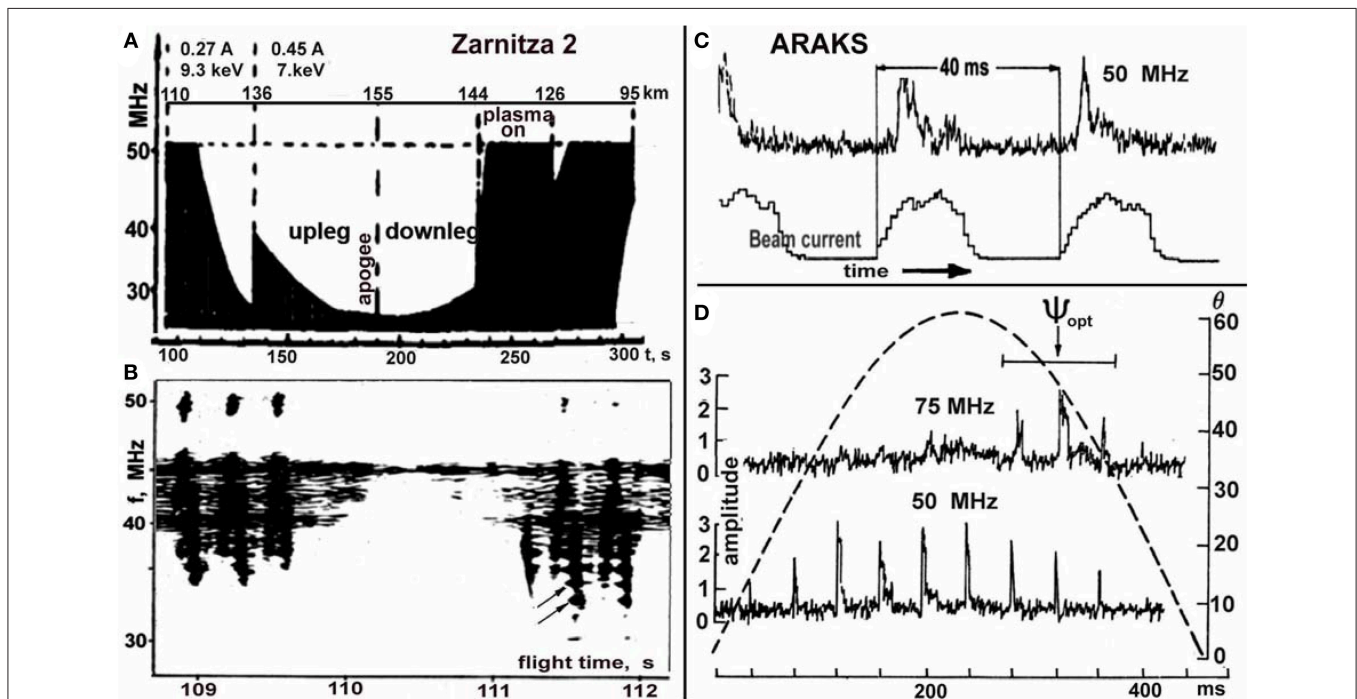 A
Zarnitza 2
0.27 A
9.3 keV
0.45 A
7.keV
110 136 155 144 126 95 km
plasma
on
MHz
50
40
30
upleg
apogee
downleg
100 150 200 250 300 t, s
B
f, MHz
50
40
30
flight time, s
109 110 111 112
C
ARAKS
40 ms
50 MHz
Beam current
time
D
Ψopt
θ
60
50
40
30
20
10
0
75 MHz
3
2
1
0
amplitude
50 MHz
3
2
1
0
200 400 ms